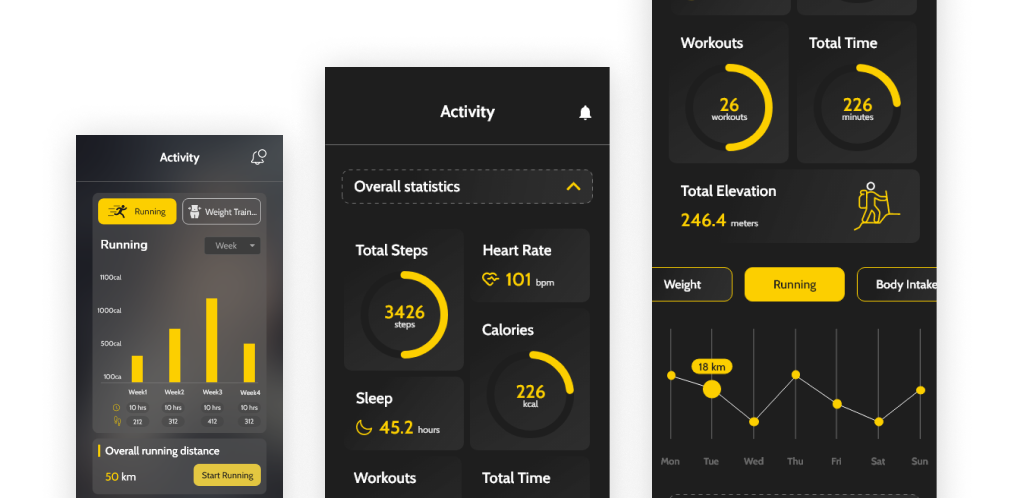 Activity
Running
Weight Train...
Running
Week
1100cal
1000cal
500cal
100ca
Week1 Week2 Week3 Week4
10 hrs 10 hrs 10 hrs 10 hrs
212 312 412 312
Overall running distance
50 km
Start Running
Activity
Overall statistics
Total Steps
3426
steps
Heart Rate
101 bpm
Calories
226
kcal
Sleep
45.2 hours
Workouts
Total Time
Workouts
26
workouts
Total Time
226
minutes
Total Elevation
246.4 meters
Weight
Running
Body Intake
18 km
Mon Tue Wed Thu Fri Sat Sun